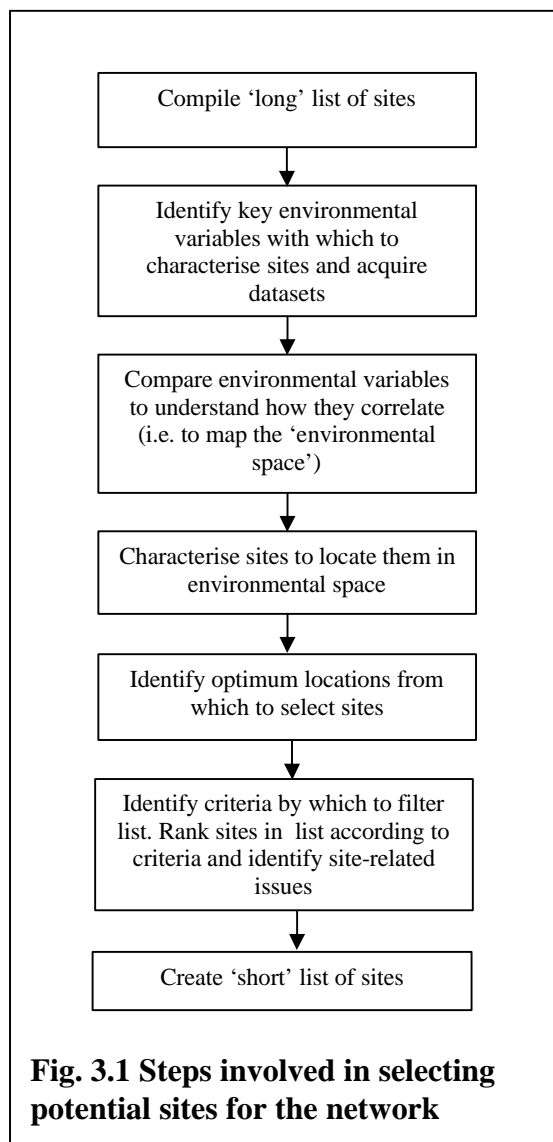 Compile ‘long’ list of sites
Identify key environmental
variables with which to
characterise sites and acquire
datasets
Compare environmental variables
to understand how they correlate
(i.e. to map the ‘environmental
space’)
Characterise sites to locate them in
environmental space
Identify optimum locations from
which to select sites
Identify criteria by which to filter
list. Rank sites in list according to
criteria and identify site-related
issues
Create ‘short’ list of sites
Fig. 3.1 Steps involved in selecting
potential sites for the network